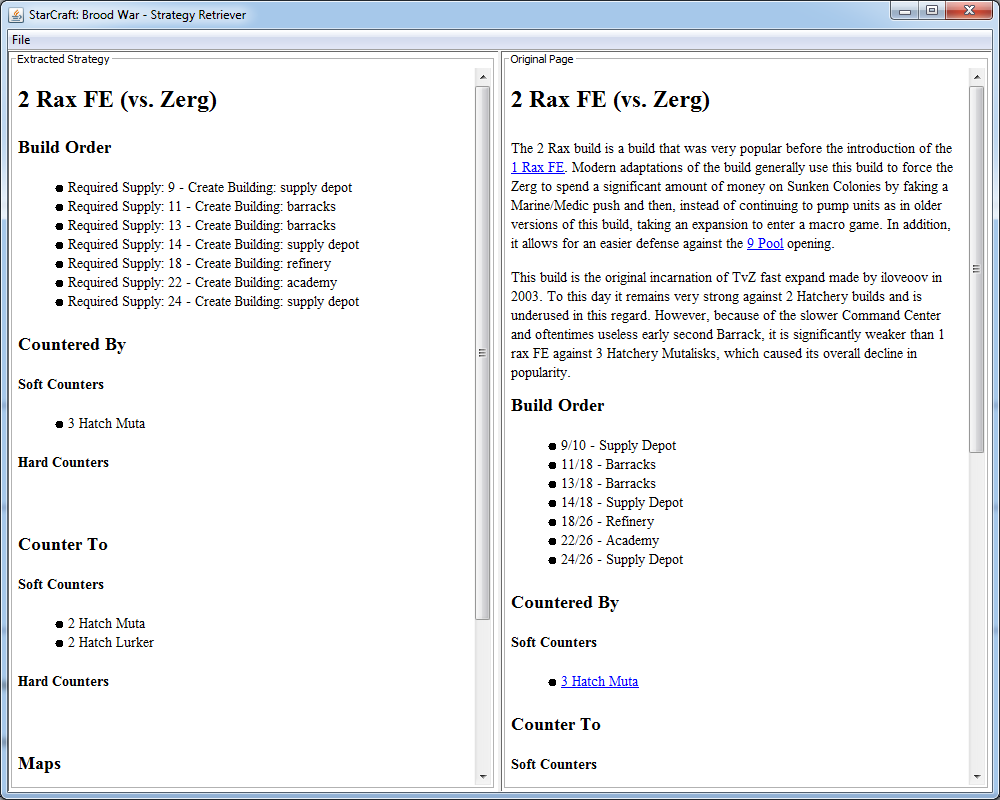 StarCraft: Brood War - Strategy Retriever
File
Extracted Strategy
2 Rax FE (vs. Zerg)
Build Order
Required Supply: 9 - Create Building: supply depot
Required Supply: 11 - Create Building: barracks
Required Supply: 13 - Create Building: barracks
Required Supply: 14 - Create Building: supply depot
Required Supply: 18 - Create Building: refinery
Required Supply: 22 - Create Building: academy
Required Supply: 24 - Create Building: supply depot
Countered By
Soft Counters
3 Hatch Muta
Hard Counters
Counter To
Soft Counters
2 Hatch Muta
2 Hatch Lurker
Hard Counters
Maps
Original Page
2 Rax FE (vs. Zerg)
The 2 Rax build is a build that was very popular before the introduction of the
1 Rax FE. Modern adaptations of the build generally use this build to force the
Zerg to spend a significant amount of money on Sunken Colonies by faking a
Marine/Medic push and then, instead of continuing to pump units as in older
versions of this build, taking an expansion to enter a macro game. In addition,
it allows for an easier defense against the 9 Pool opening.
This build is the original incarnation of TvZ fast expand made by iloveoov in
2003. To this day it remains very strong against 2 Hatchery builds and is
underused in this regard. However, because of the slower Command Center
and oftentimes useless early second Barrack, it is significantly weaker than 1
rax FE against 3 Hatchery Mutalisks, which caused its overall decline in
popularity.
Build Order
9/10 - Supply Depot
11/18 - Barracks
13/18 - Barracks
14/18 - Supply Depot
18/26 - Refinery
22/26 - Academy
24/26 - Supply Depot
Countered By
Soft Counters
3 Hatch Muta
Counter To
Soft Counters